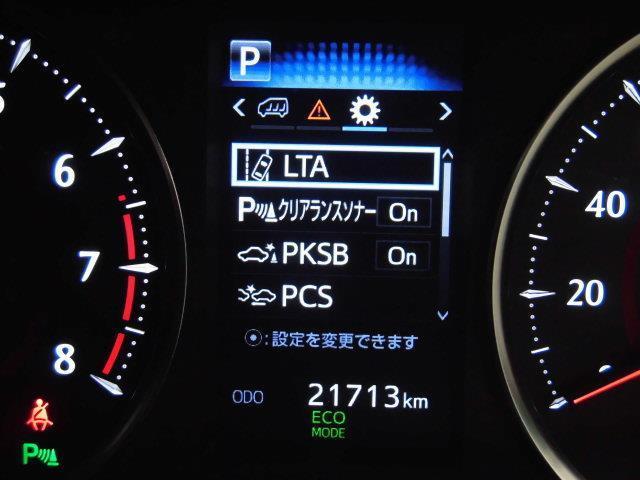 P
LTA
Pクリアランスソナー On
PKSB On
PCS
:設定を変更できます
ODO 21713km
ECO
MODE
6
7
8
P
40
20